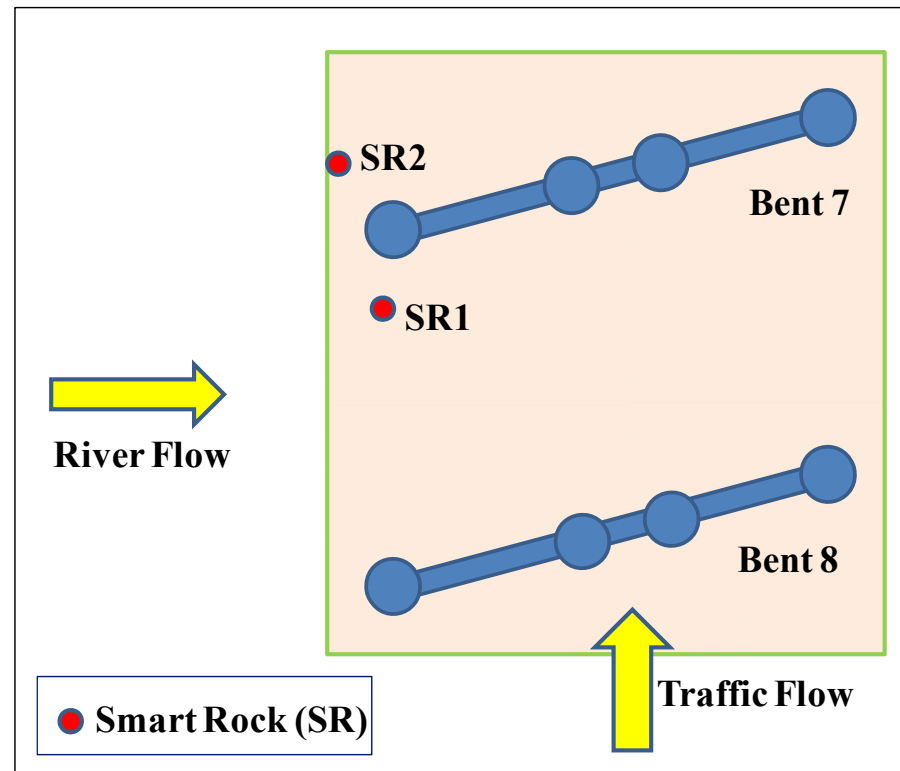 SR2
Bent 7
SR1
River Flow
Bent 8
Traffic Flow
Smart Rock (SR)